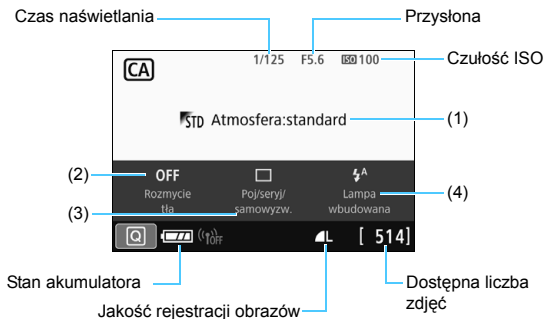 Czas naświetlania
Przysłona
CA
1/125 F5.6 ISO 100
Czułość ISO
STD Atmosfera:standard
(1)
(2)
OFF
A
Rozmycie
tła
Poj/seryj/
samowyzw.
Lampa
wbudowana
(3)
(4)
Q
OFF
L
[ 514]
Stan akumulatora
Dostępna liczba
zdjęć
Jakość rejestracji obrazów